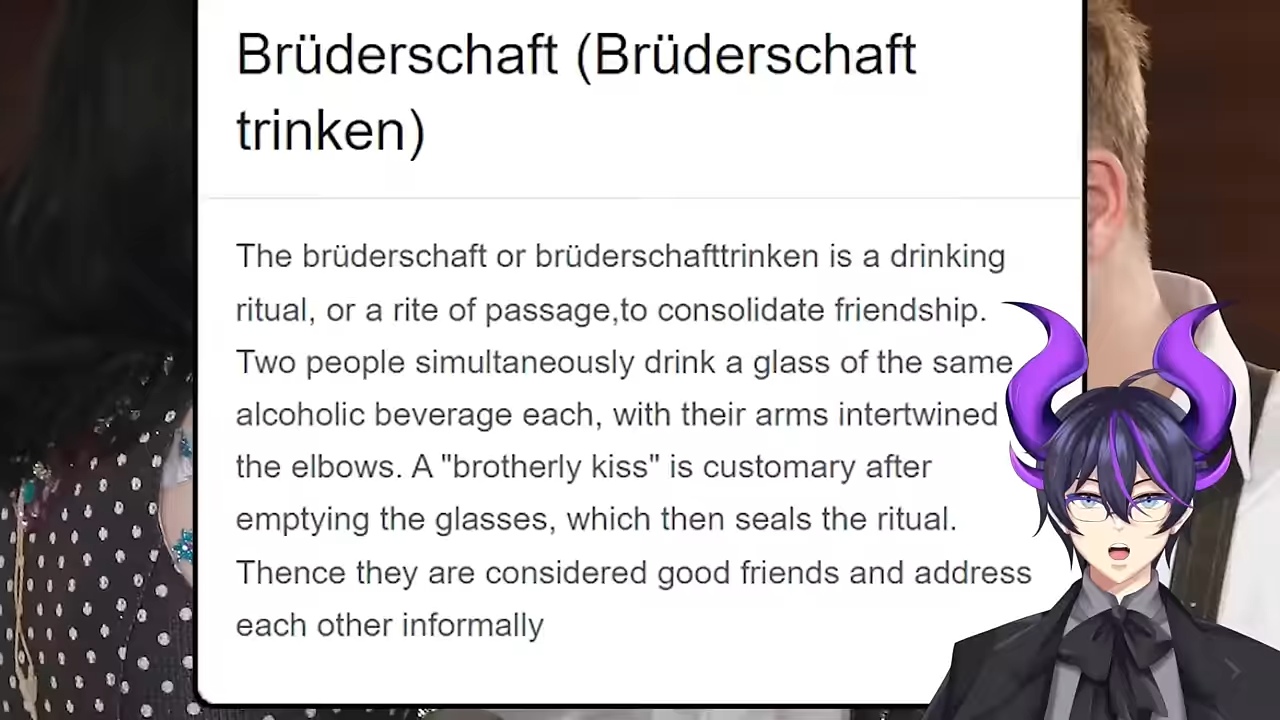 Brüderschaft (Brüderschaft
trinken)
The brüderschaft or brüderschafttrinken is a drinking
ritual, or a rite of passage,to consolidate friendship.
Two people simultaneously drink a glass of the same
alcoholic beverage each, with their arms intertwined
the elbows. A "brotherly kiss" is customary after
emptying the glasses, which then seals the ritual.
Thence they are considered good friends and address
each other informally